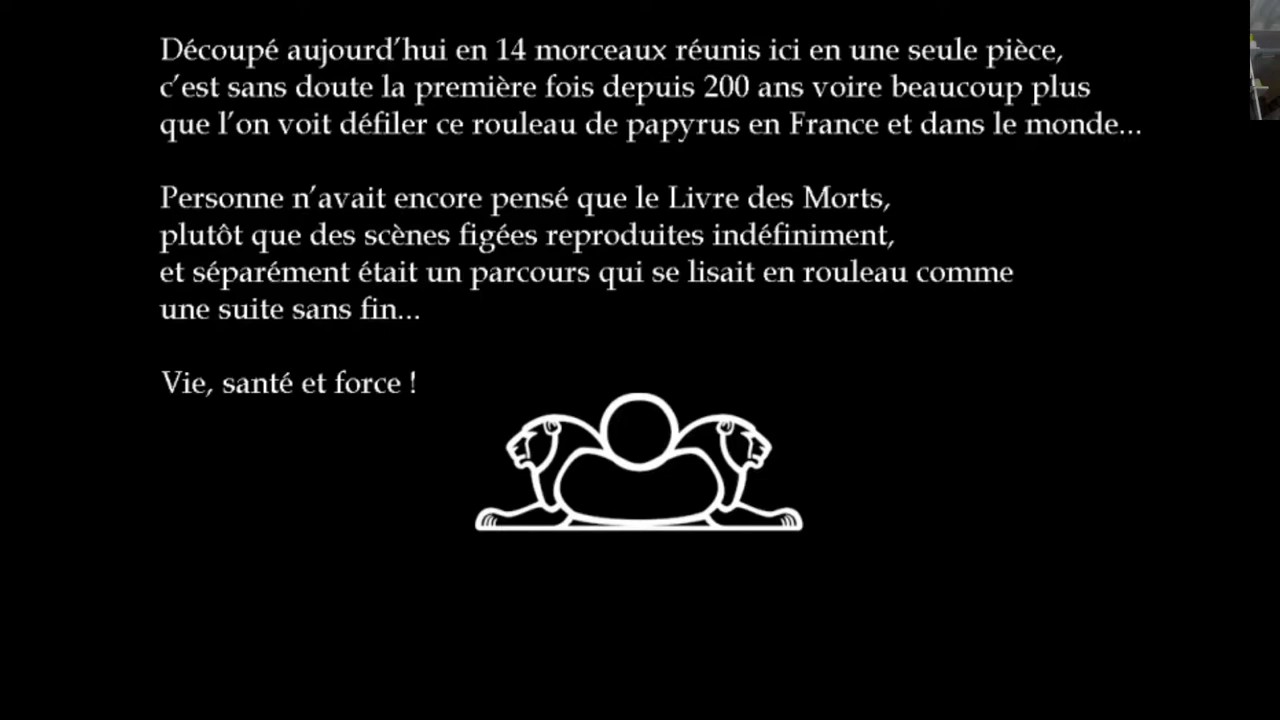 Découpé aujourd’hui en 14 morceaux réunis ici en une seule pièce,
c’est sans doute la première fois depuis 200 ans voire beaucoup plus
que l’on voit défiler ce rouleau de papyrus en France et dans le monde...
Personne n’avait encore pensé que le Livre des Morts,
plutôt que des scènes figées reproduites indéfiniment,
et séparément était un parcours qui se lisait en rouleau comme
une suite sans fin...
Vie, santé et force !